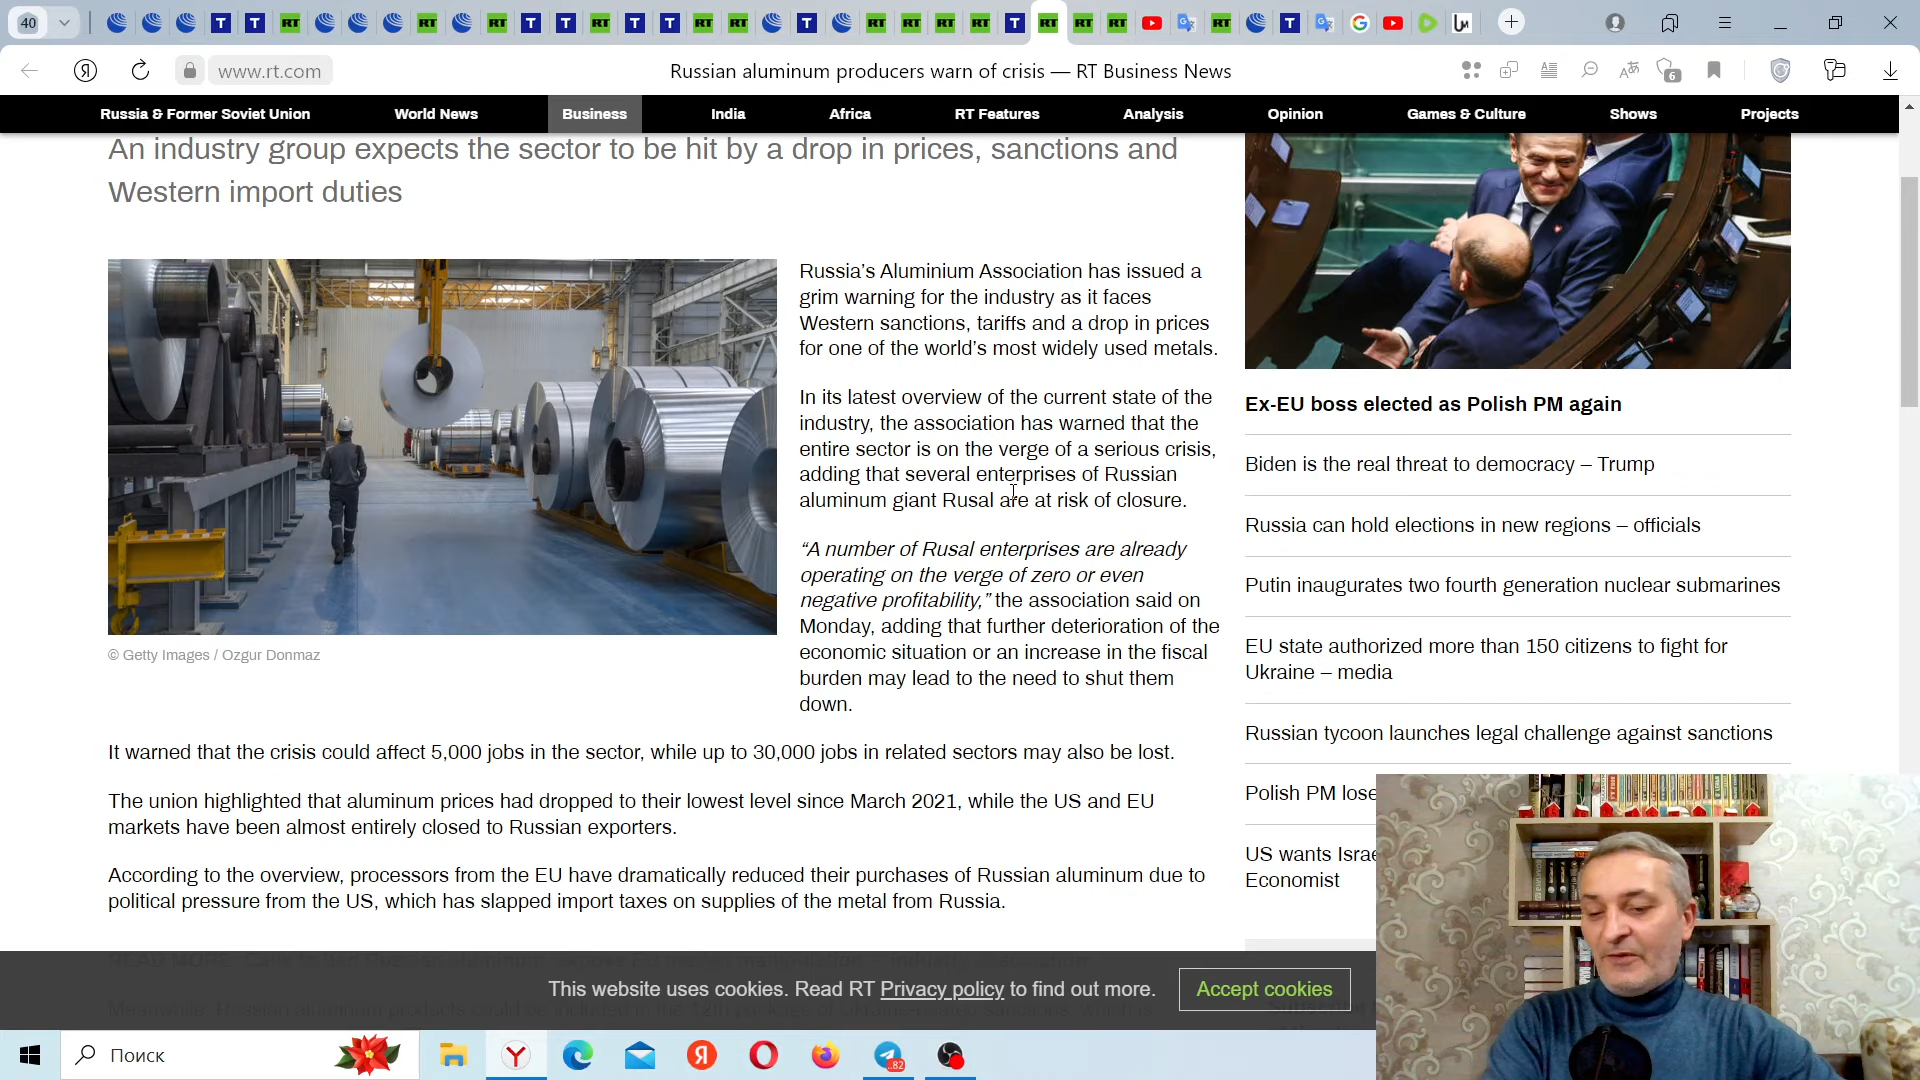 40
www.rt.com
Russian aluminum producers warn of crisis — RT Business News
6
Russia & Former Soviet Union
World News
Business
India
Africa
RT Features
Analysis
Opinion
Games & Culture
Shows
Projects
An industry group expects the sector to be hit by a drop in prices, sanctions and
Western import duties
© Getty Images / Ozgur Donmaz
Russia’s Aluminium Association has issued a
grim warning for the industry as it faces
Western sanctions, tariffs and a drop in prices
for one of the world’s most widely used metals.
In its latest overview of the current state of the
industry, the association has warned that the
entire sector is on the verge of a serious crisis,
adding that several enterprises of Russian
aluminum giant Rusal are at risk of closure.
“A number of Rusal enterprises are already
operating on the verge of zero or even
negative profitability,” the association said on
Monday, adding that further deterioration of the
economic situation or an increase in the fiscal
burden may lead to the need to shut them
down.
It warned that the crisis could affect 5,000 jobs in the sector, while up to 30,000 jobs in related sectors may also be lost.
The union highlighted that aluminum prices had dropped to their lowest level since March 2021, while the US and EU
markets have been almost entirely closed to Russian exporters.
According to the overview, processors from the EU have dramatically reduced their purchases of Russian aluminum due to
political pressure from the US, which has slapped import taxes on supplies of the metal from Russia.
Ex-EU boss elected as Polish PM again
Biden is the real threat to democracy – Trump
Russia can hold elections in new regions – officials
Putin inaugurates two fourth generation nuclear submarines
EU state authorized more than 150 citizens to fight for
Ukraine – media
Russian tycoon launches legal challenge against sanctions
Polish PM lose
US wants Israe
Economist
This website uses cookies. Read RT Privacy policy to find out more.
Accept cookies
Поиск
82